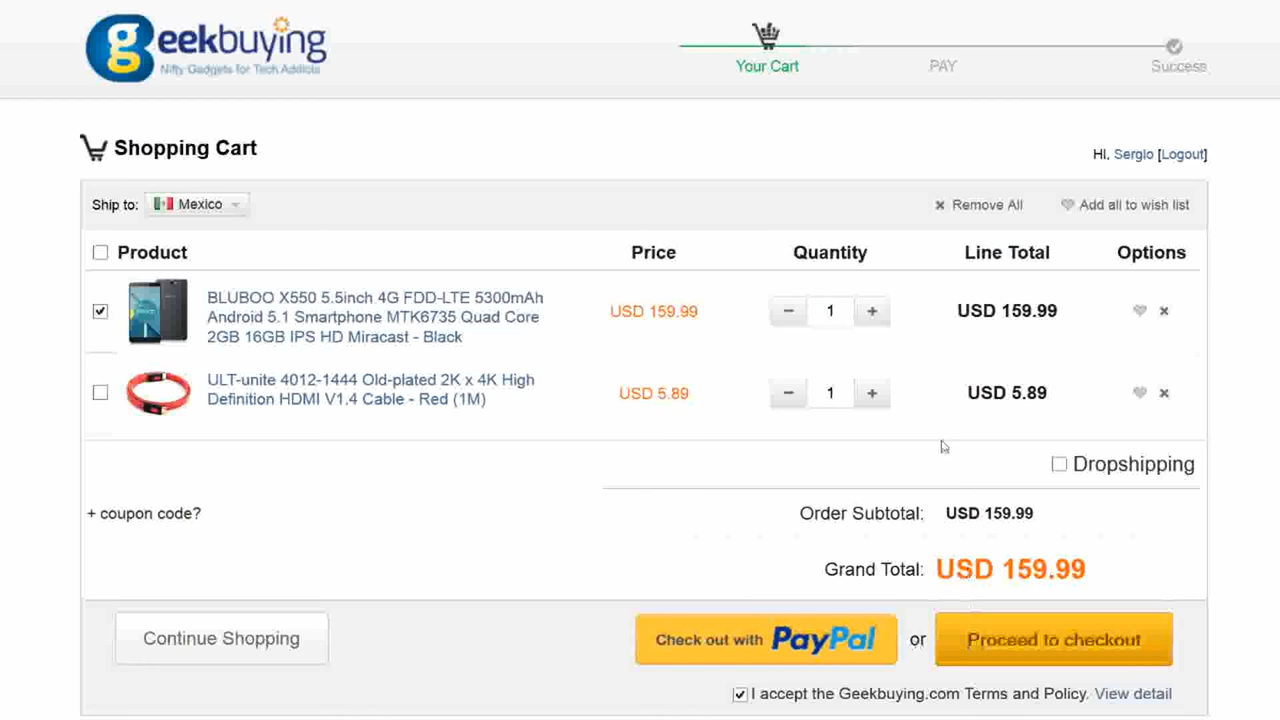 geekbuying
Nifty Gadgets for Tech Addicts
Your Cart
PAY
Success
Shopping Cart
Hi, Sergio [Logout]
Ship to: Mexico
Remove All
Add all to wish list
Product Price Quantity Line Total Options
BLUBOO X550 5.5inch 4G FDD-LTE 5300mAh
Android 5.1 Smartphone MTK6735 Quad Core
2GB 16GB IPS HD Miracast - Black
USD 159.99 − 1 + USD 159.99
ULT-unite 4012-1444 Old-plated 2K x 4K High
Definition HDMI V1.4 Cable - Red (1M)
USD 5.89 − 1 + USD 5.89
Dropshipping
+ coupon code?
Order Subtotal: USD 159.99
Grand Total: USD 159.99
Continue Shopping
Check out with PayPal or Proceed to checkout
I accept the Geekbuying.com Terms and Policy. View detail